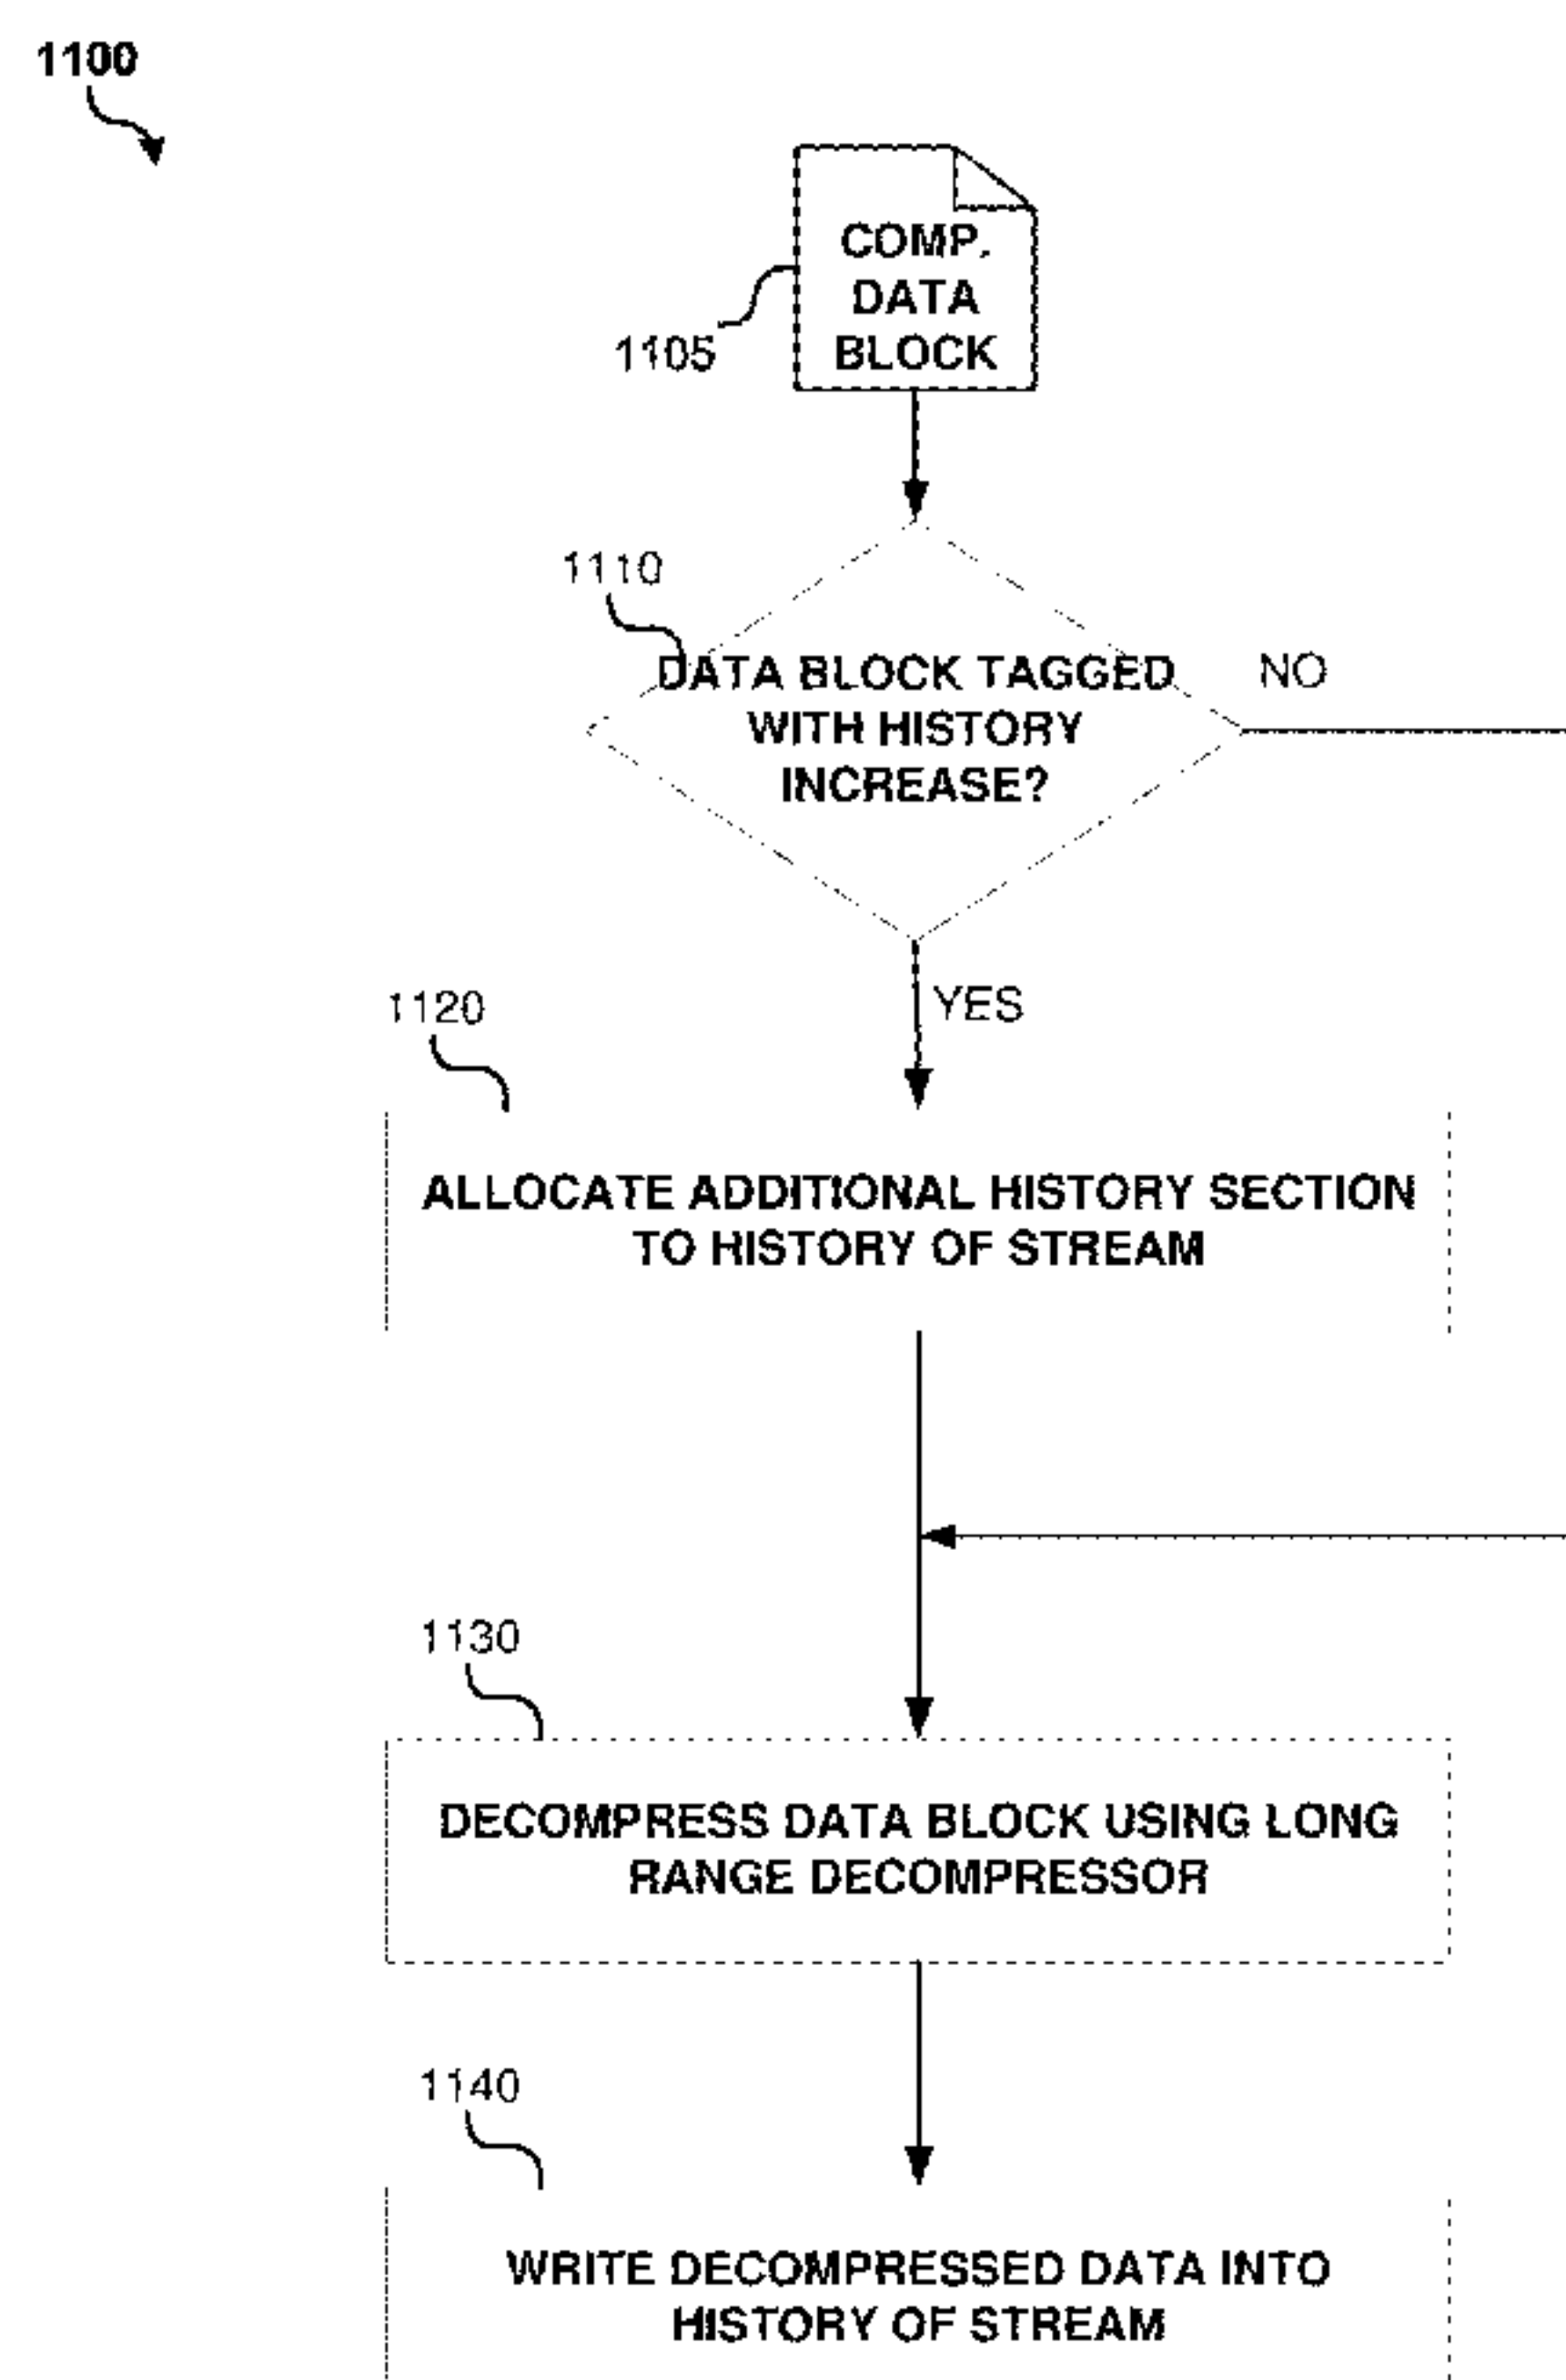 1100
COMP.
DATA
BLOCK
1105
1110
DATA BLOCK TAGGED
WITH HISTORY
INCREASE?
NO
YES
1120
ALLOCATE ADDITIONAL HISTORY SECTION
TO HISTORY OF STREAM
1130
DECOMPRESS DATA BLOCK USING LONG
RANGE DECOMPRESSOR
1140
WRITE DECOMPRESSED DATA INTO
HISTORY OF STREAM